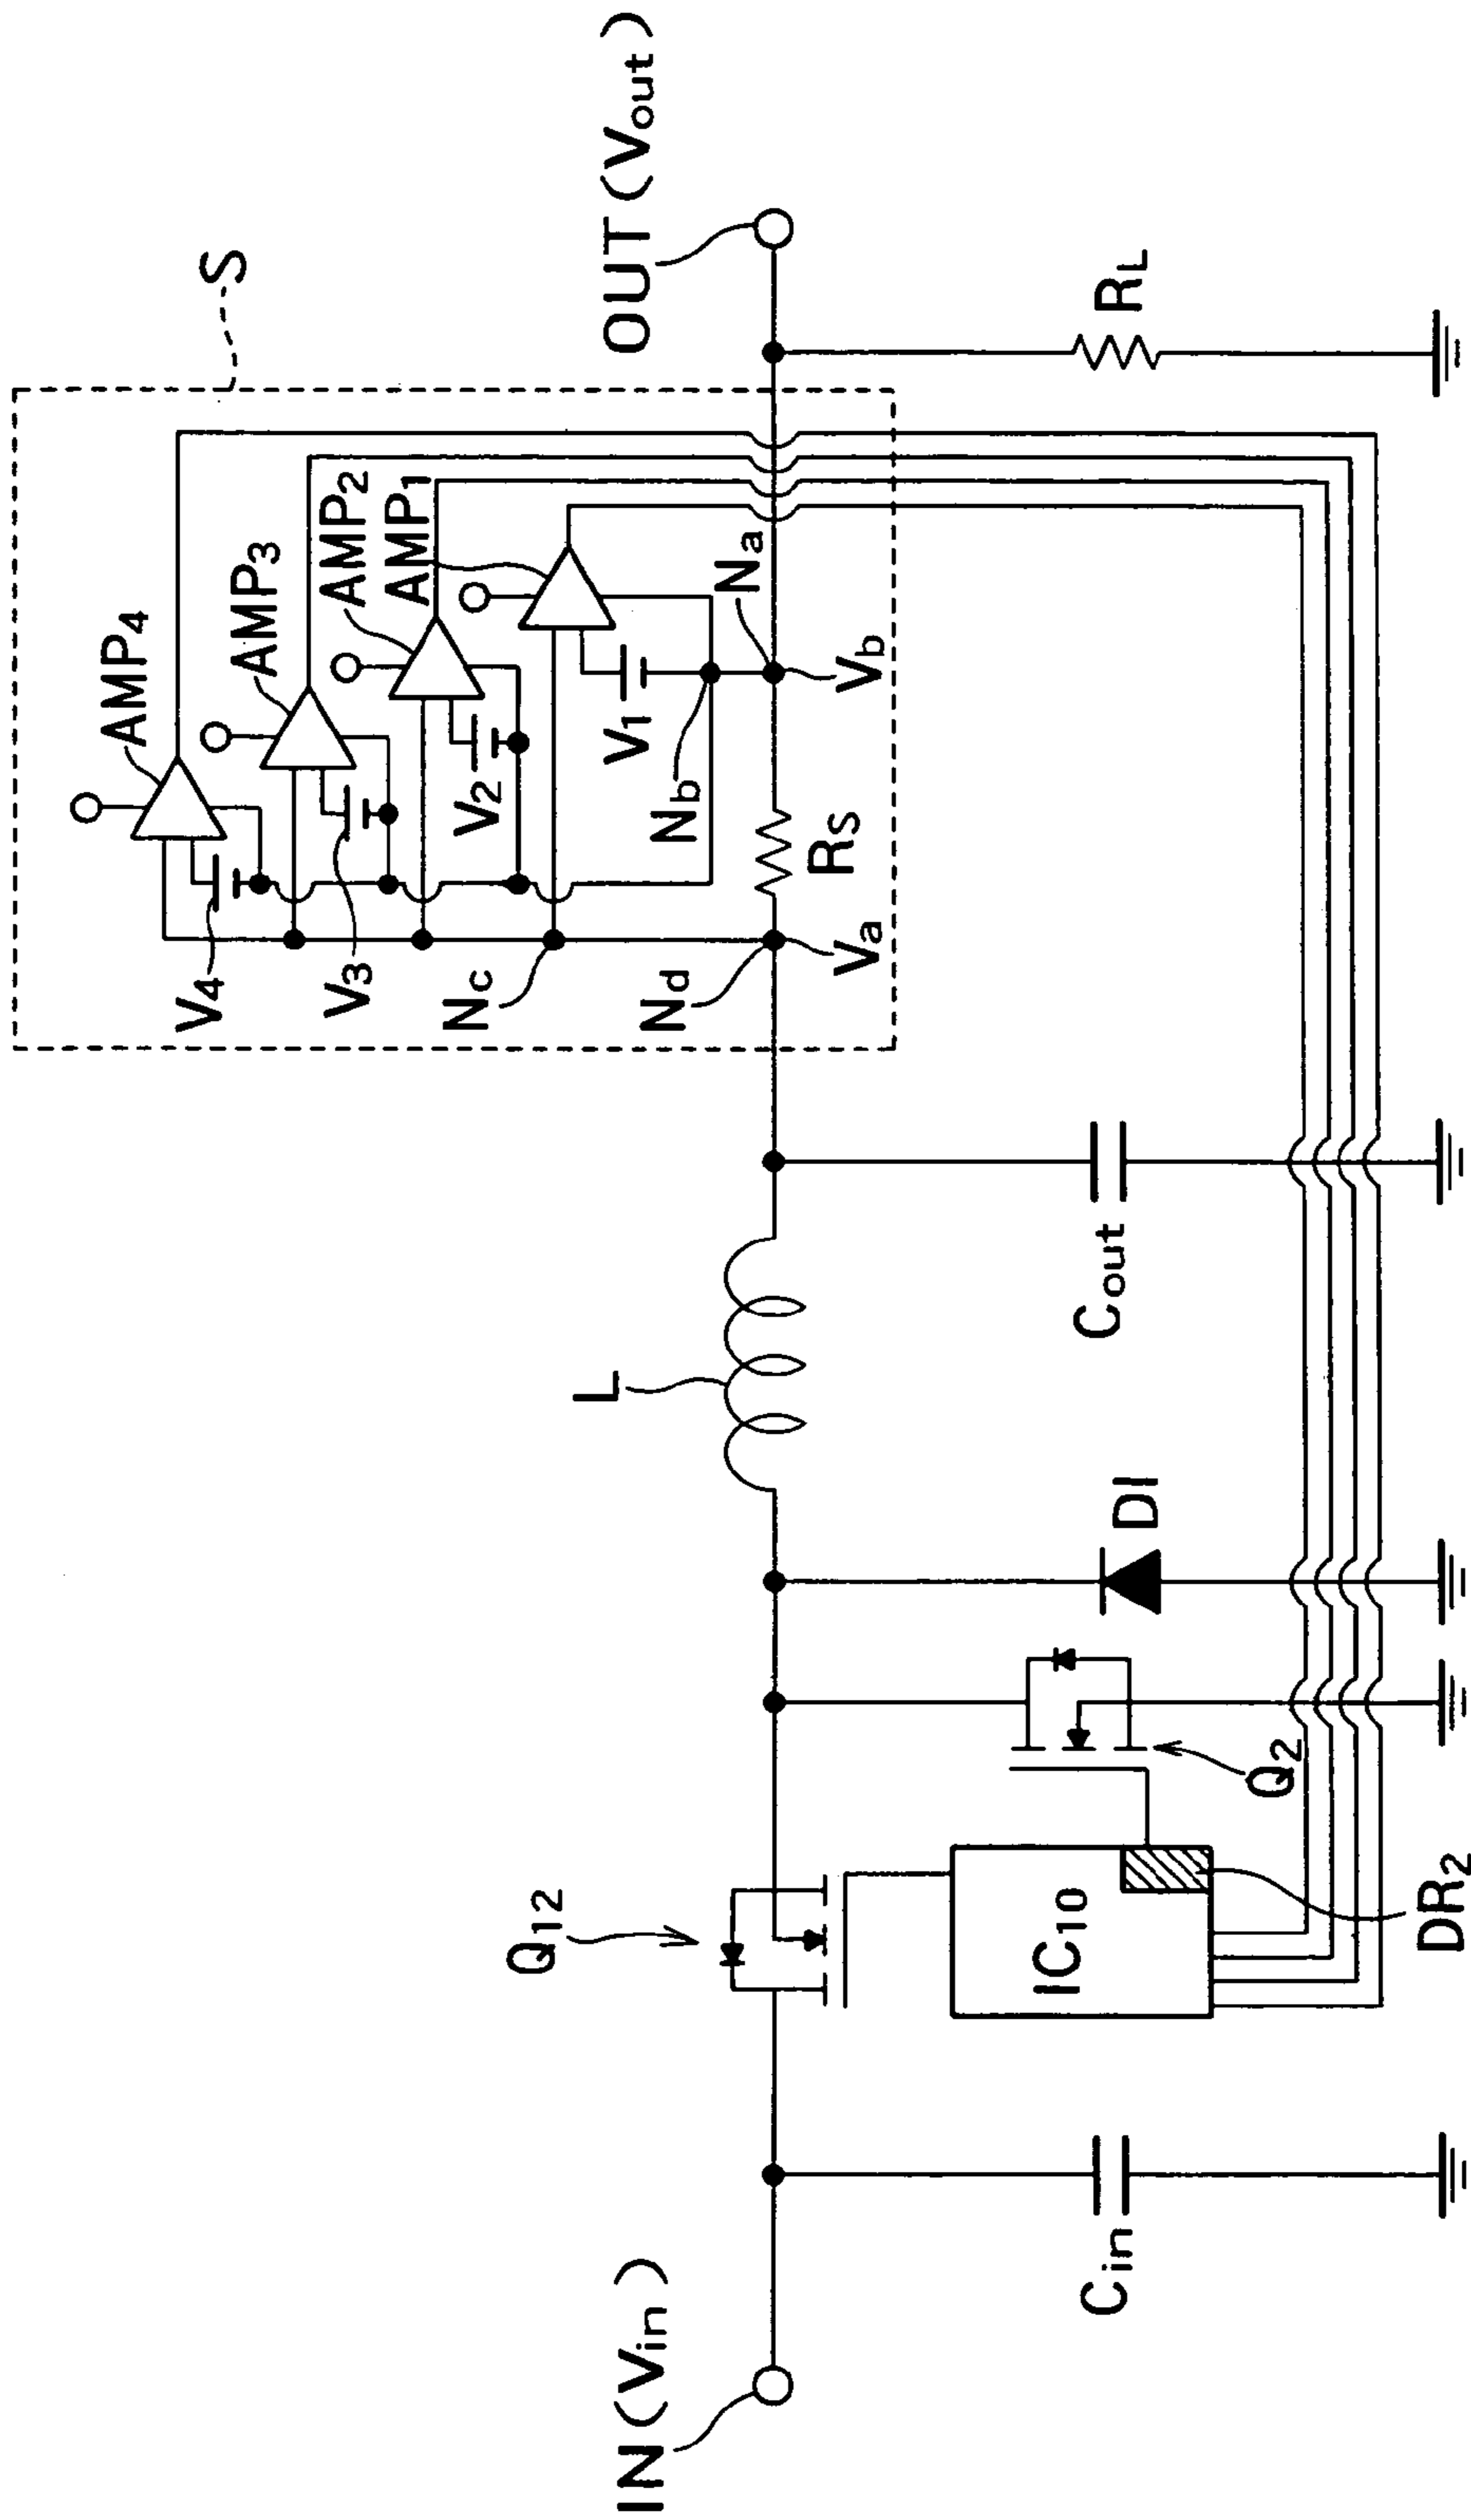 S
AMP4
AMP3
AMP2
AMP1
OUT(Vout)
V4
V3
V2
V1
Nc
Nb
Na
Nd
Va
Vb
RS
RL
L
Cout
DI
Q12
Q2
IC10
DR2
IN(Vin)
Cin